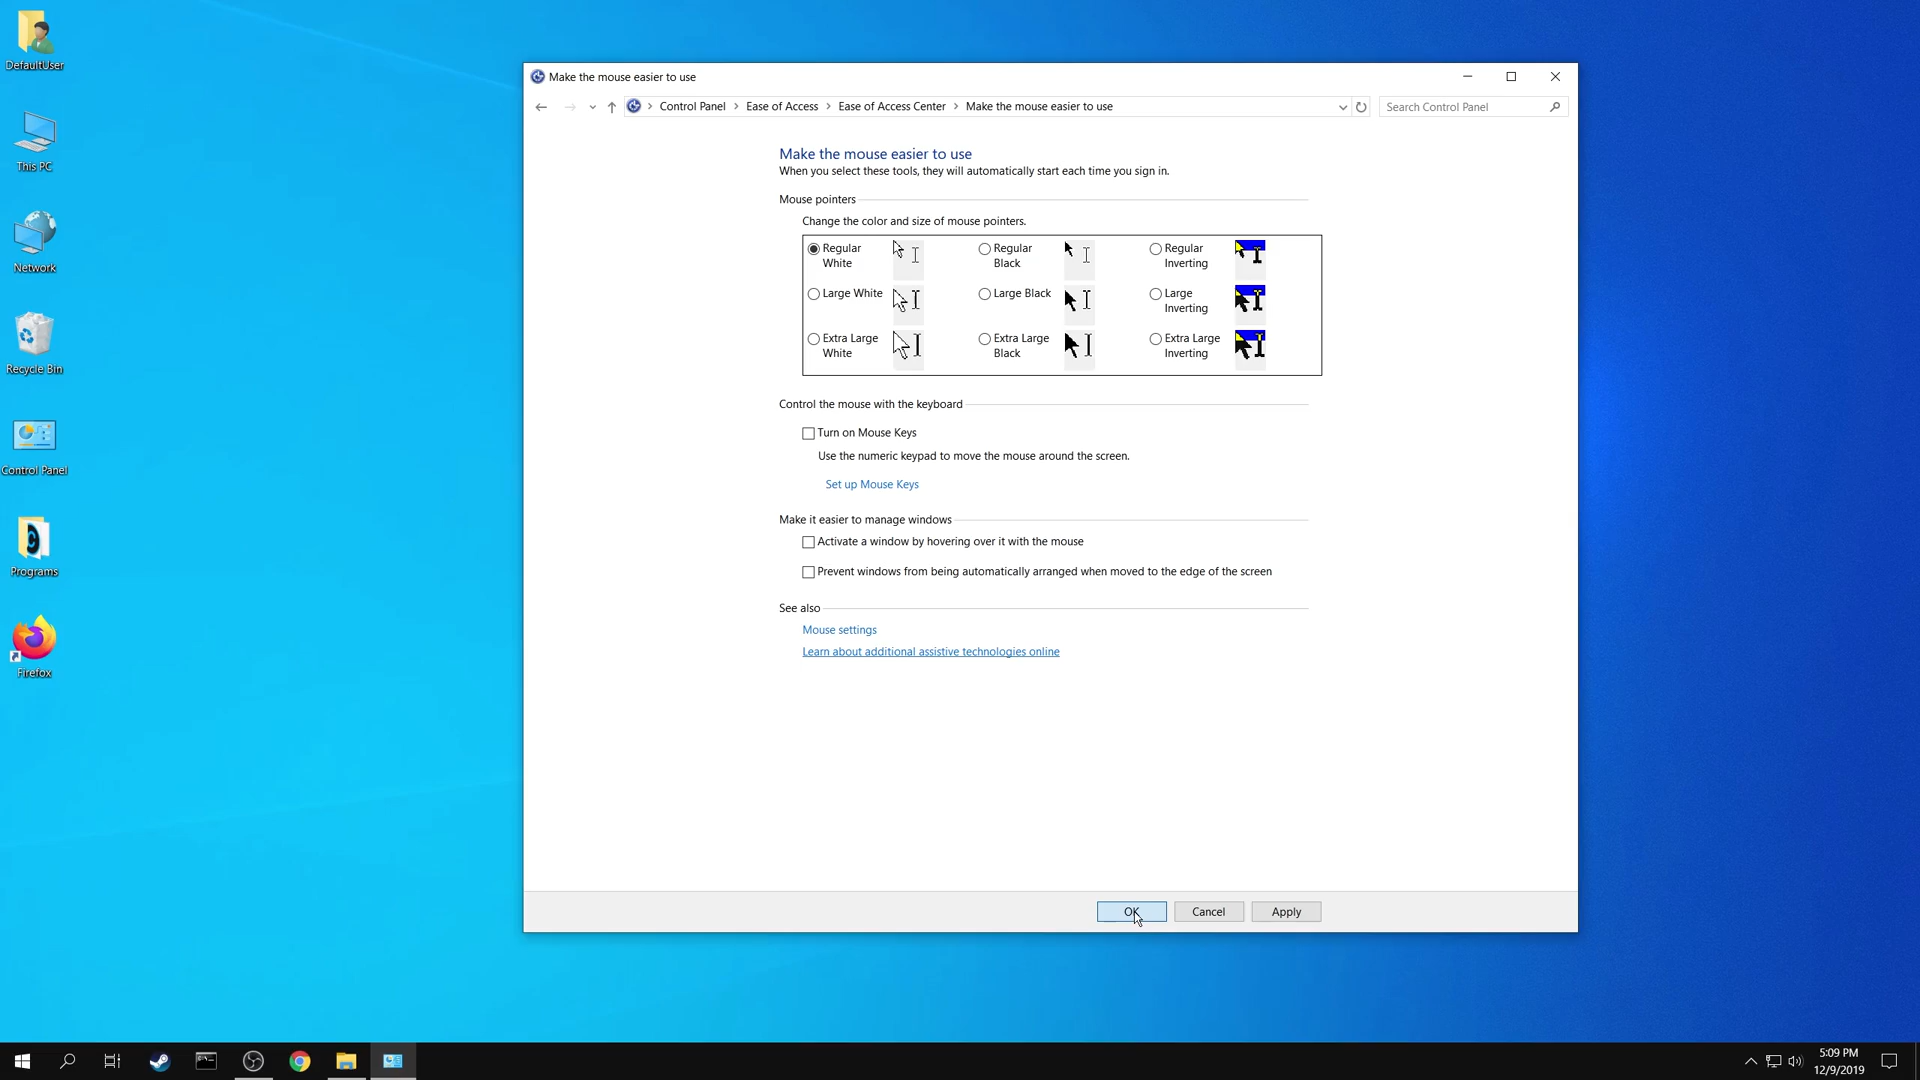 DefaultUser
This PC
Network
Recycle Bin
Control Panel
Programs
Firefox
Make the mouse easier to use
Control Panel
Ease of Access
Ease of Access Center
Make the mouse easier to use
Search Control Panel
Make the mouse easier to use
When you select these tools, they will automatically start each time you sign in.
Mouse pointers
Change the color and size of mouse pointers.
Regular
White
Regular
Black
Regular
Inverting
Large White
Large Black
Large
Inverting
Extra Large
White
Extra Large
Black
Extra Large
Inverting
Control the mouse with the keyboard
Turn on Mouse Keys
Use the numeric keypad to move the mouse around the screen.
Set up Mouse Keys
Make it easier to manage windows
Activate a window by hovering over it with the mouse
Prevent windows from being automatically arranged when moved to the edge of the screen
See also
Mouse settings
Learn about additional assistive technologies online
OK
Cancel
Apply
5:09 PM
12/9/2019